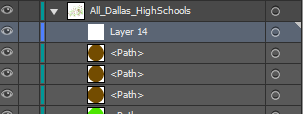 All_Dallas_HighSchools
Layer 14
<Path>
<Path>
<Path>